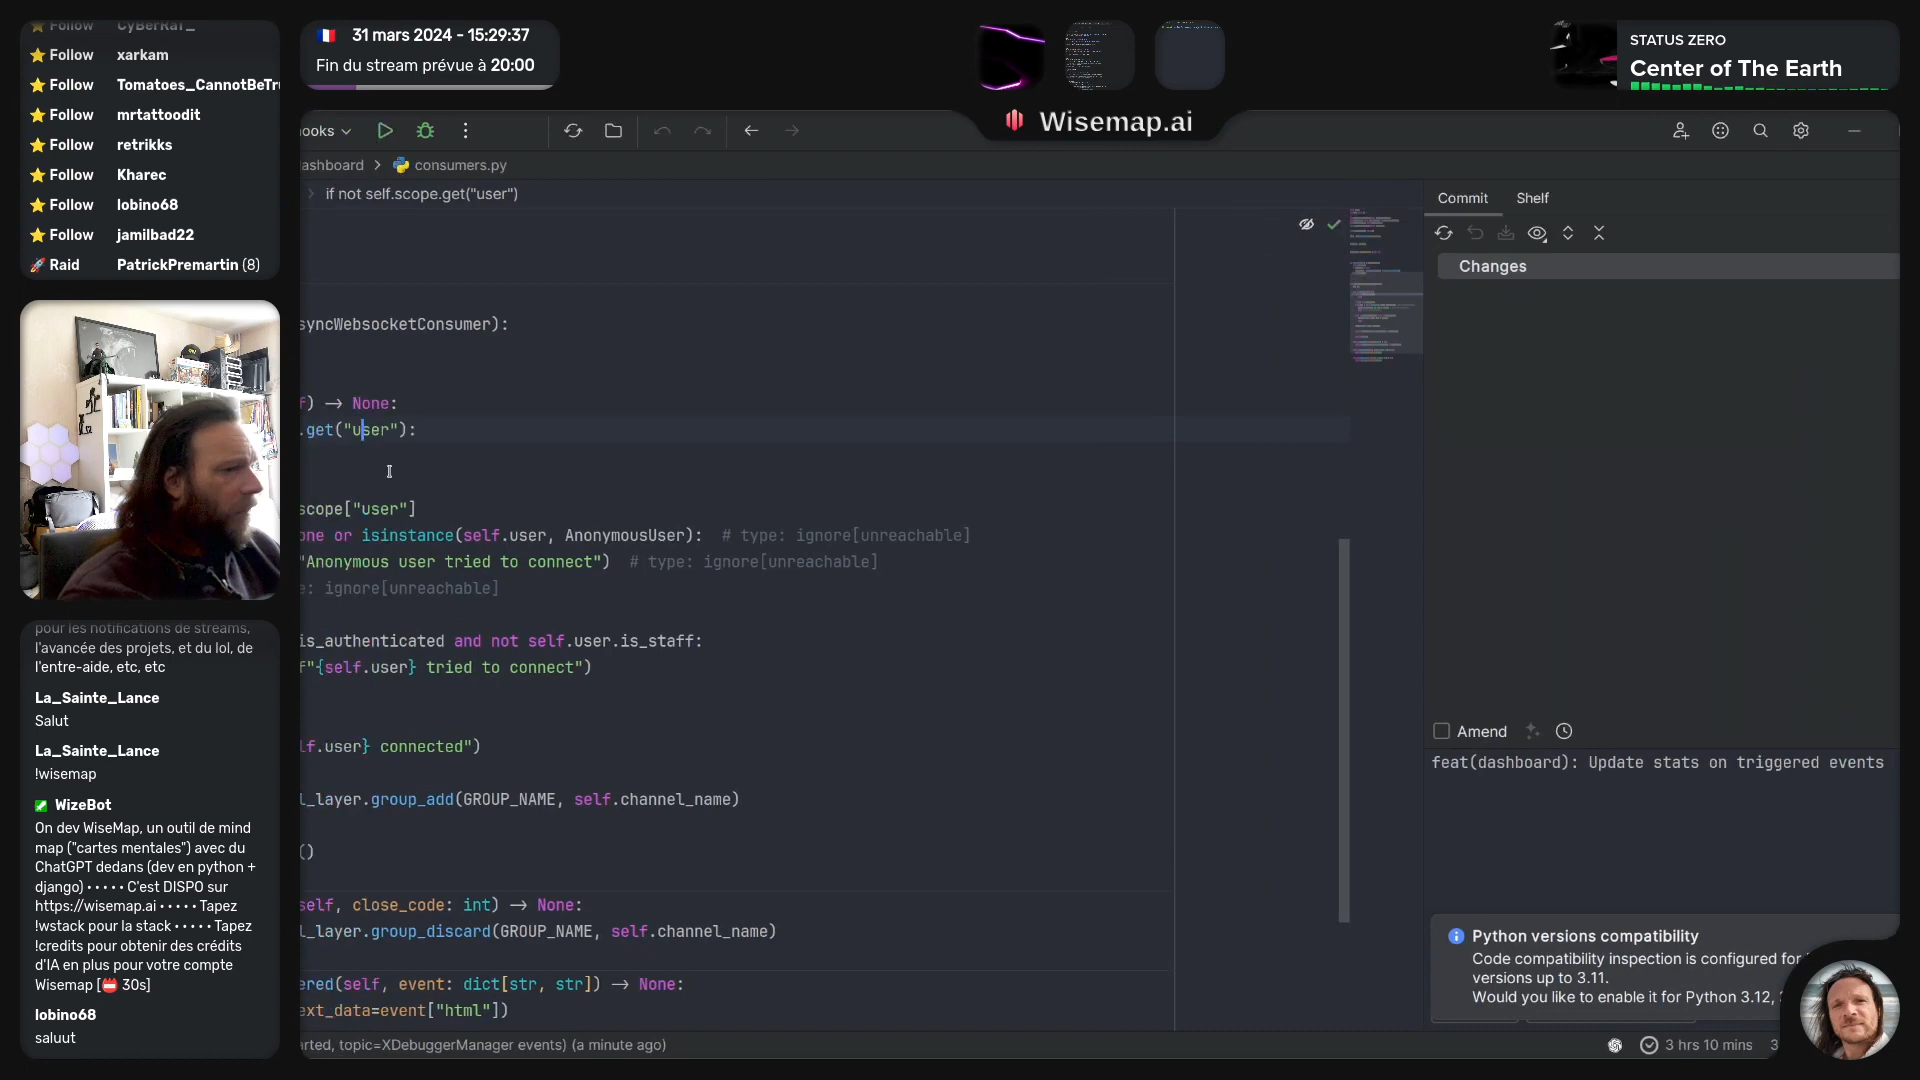 CyBerRaT_
⭐ Follow xarkam
⭐ Follow Tomatoes_CannotBeTr
⭐ Follow mrtattoodit
⭐ Follow retrikks
⭐ Follow Kharec
⭐ Follow lobino68
⭐ Follow jamilbad22
🚀 Raid PatrickPremartin (8)
🇫🇷 31 mars 2024 - 15:29:37
Fin du stream prévue à 20:00
STATUS ZERO
Center of The Earth
Wisemap.ai
ooks
ashboard > consumers.py
> if not self.scope.get("user")
syncWebsocketConsumer):
f) → None:
.get("user"):
scope["user"]
one or isinstance(self.user, AnonymousUser):  # type: ignore[unreachable]
"Anonymous user tried to connect")  # type: ignore[unreachable]
e: ignore[unreachable]
is_authenticated and not self.user.is_staff:
f"{self.user} tried to connect")
lf.user} connected")
l_layer.group_add(GROUP_NAME, self.channel_name)
()
self, close_code: int) → None:
l_layer.group_discard(GROUP_NAME, self.channel_name)
ered(self, event: dict[str, str]) → None:
ext_data=event["html"])
arted, topic=XDebuggerManager events) (a minute ago)
Commit Shelf
Changes
Amend
feat(dashboard): Update stats on triggered events
Python versions compatibility
Code compatibility inspection is configured for
versions up to 3.11.
Would you like to enable it for Python 3.12,
3 hrs 10 mins 3
pour les notifications de streams,
l'avancée des projets, et du lol, de
l'entre-aide, etc, etc
La_Sainte_Lance
Salut
La_Sainte_Lance
!wisemap
WizeBot
On dev WiseMap, un outil de mind
map ("cartes mentales") avec du
ChatGPT dedans (dev en python +
django) • • • • • C'est DISPO sur
https://wisemap.ai • • • • • Tapez
!wstack pour la stack • • • • • Tapez
!credits pour obtenir des crédits
d'IA en plus pour votre compte
Wisemap [📛 30s]
lobino68
saluut